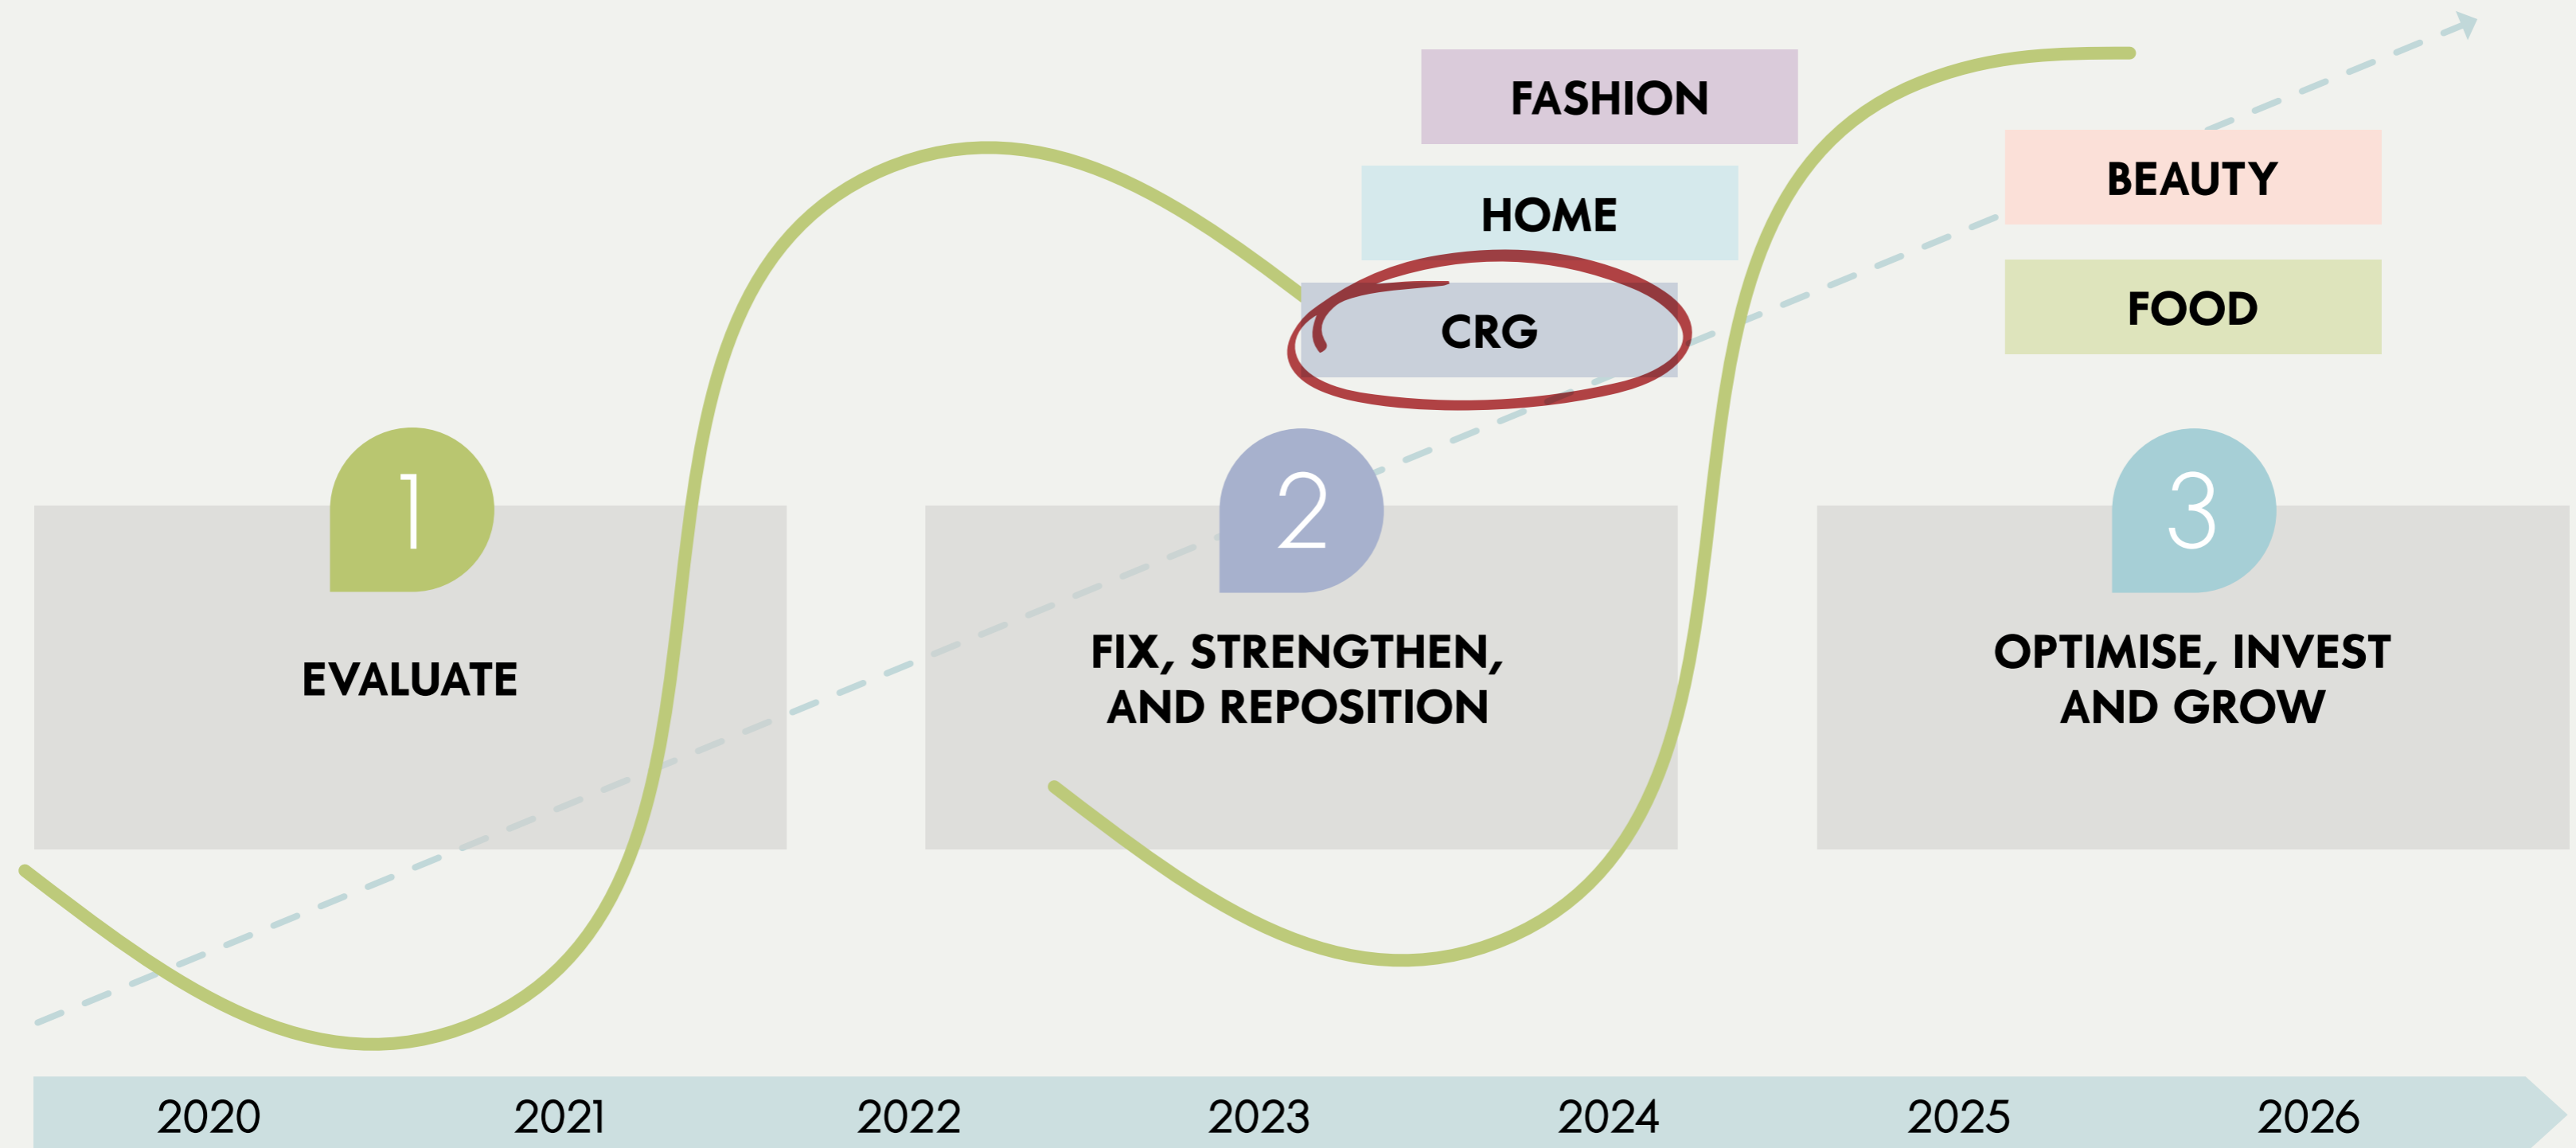 FASHION
HOME
CRG
BEAUTY
FOOD
1
EVALUATE
2
FIX, STRENGTHEN,
AND REPOSITION
3
OPTIMISE, INVEST
AND GROW
2020 2021 2022 2023 2024 2025 2026